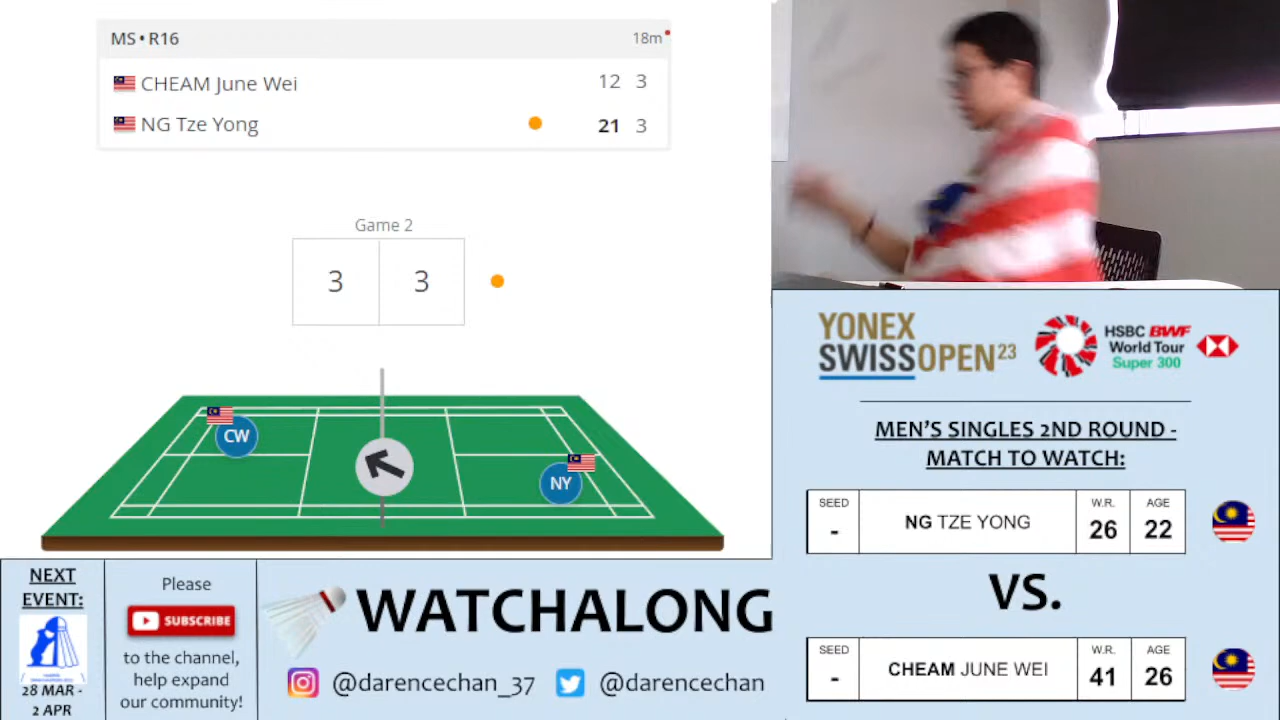 MS • R16
18m
CHEAM June Wei 12 3
NG Tze Yong 21 3
Game 2
3 3
CW
NY
YONEX
SWISSOPEN23
HSBC BWF
World Tour
Super 300
MEN'S SINGLES 2ND ROUND -
MATCH TO WATCH:
SEED
-
NG TZE YONG
W.R.
26
AGE
22
VS.
SEED
-
CHEAM JUNE WEI
W.R.
41
AGE
26
NEXT
EVENT:
28 MAR -
2 APR
Please
SUBSCRIBE
to the channel,
help expand
our community!
WATCHALONG
@darencechan_37
@darencechan